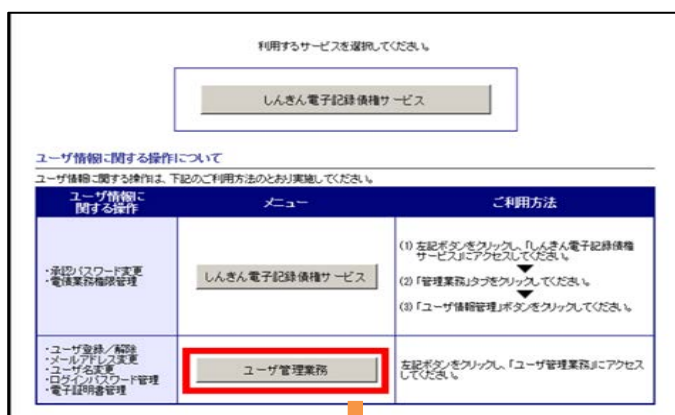 利用するサービスを選択してください。
しんきん電子記録債権サービス
ユーザ情報に関する操作について
ユーザ情報に関する操作は、下記のご利用方法のとおり実施してください。
ユーザ情報に
関する操作
メニュー
ご利用方法
・承認パスワード変更
・電債業務権限管理
しんきん電子記録債権サービス
(1) 左記ボタンをクリックし、「しんきん電子記録債権
サービス」にアクセスしてください。
▼
(2) 「管理業務」タブをクリックしてください。
▼
(3) 「ユーザ情報管理」ボタンをクリックしてください。
・ユーザ登録／解除
・メールアドレス変更
・ユーザ名変更
・ログインパスワード管理
・電子証明書管理
ユーザ管理業務
左記ボタンをクリックし、「ユーザ管理業務」にアクセス
してください。